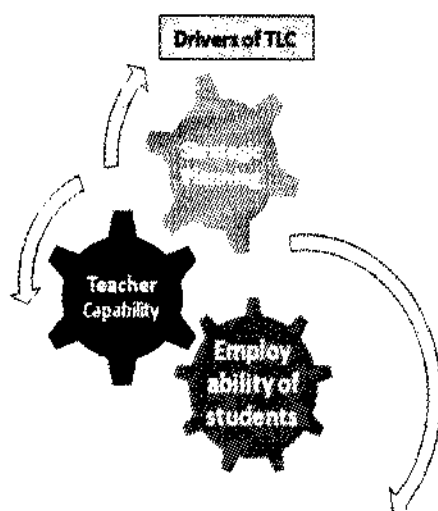 Drivers of TLC
Teacher
Capability
Employ
ability of
students